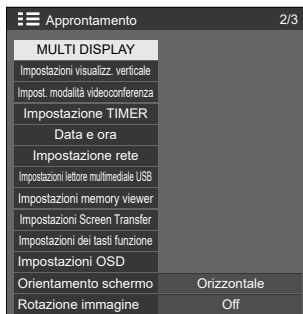 Approntamento 2/3
MULTI DISPLAY
Impostazioni visualizz. verticale
Impost. modalità videoconferenza
Impostazione TIMER
Data e ora
Impostazione rete
Impostazioni lettore multimediale USB
Impostazioni memory viewer
Impostazioni Screen Transfer
Impostazioni dei tasti funzione
Impostazioni OSD
Orientamento schermo Orizzontale
Rotazione immagine Off